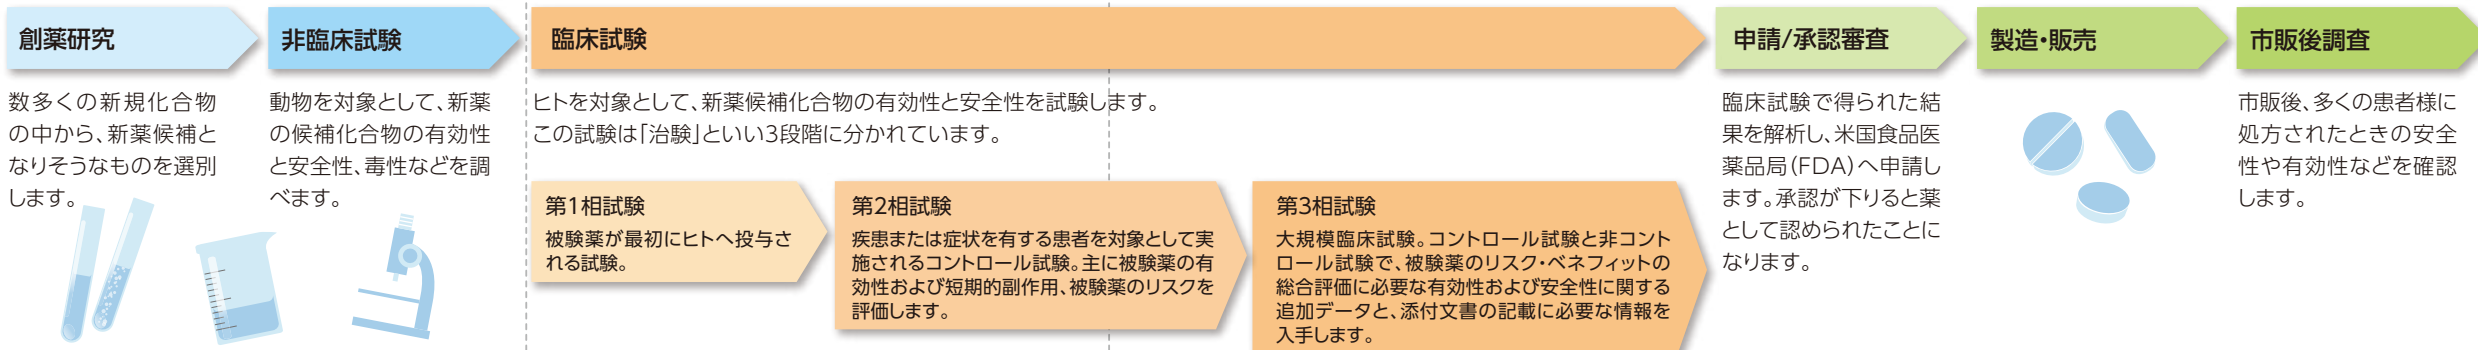 創薬研究
数多くの新規化合物
の中から、新薬候補と
なりそうなものを選別
します。
非臨床試験
動物を対象として、新薬
の候補化合物の有効性
と安全性、毒性などを調
べます。
臨床試験
ヒトを対象として、新薬候補化合物の有効性と安全性を試験します。
この試験は「治験」といい3段階に分かれています。
第1相試験
被験薬が最初にヒトへ投与さ
れる試験。
第2相試験
疾患または症状を有する患者を対象として実
施されるコントロール試験。主に被験薬の有
効性および短期的副作用、被験薬のリスクを
評価します。
第3相試験
大規模臨床試験。コントロール試験と非コント
ロール試験で、被験薬のリスク・ベネフィットの
総合評価に必要な有効性および安全性に関する
追加データと、添付文書の記載に必要な情報を
入手します。
申請/承認審査
臨床試験で得られた結
果を解析し、米国食品医
薬品局(FDA)へ申請し
ます。承認が下りると薬
として認められたことに
なります。
製造・販売
市販後調査
市販後、多くの患者様に
処方されたときの安全
性や有効性などを確認
します。